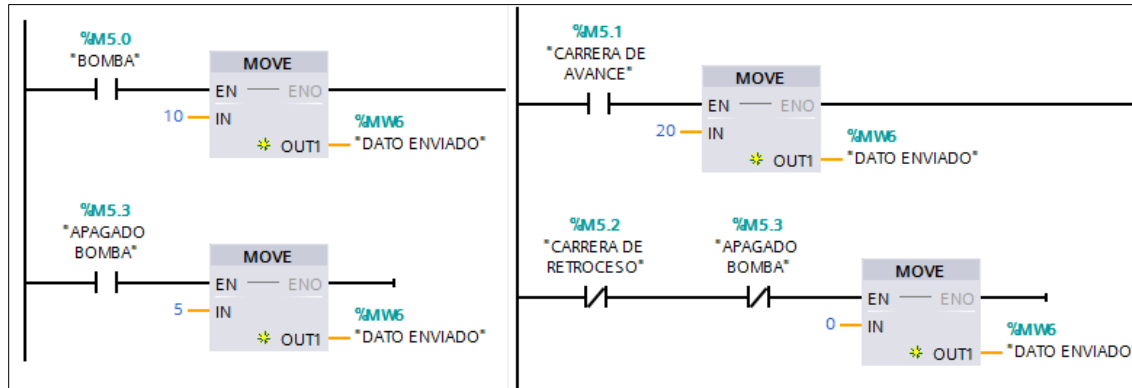 %M5.0
"BOMBA"
MOVE
EN ENO
10 IN
%MW6
OUT1 "DATO ENVIADO"
%M5.3
"APAGADO
BOMBA"
MOVE
EN ENO
5 IN
%MW6
OUT1 "DATO ENVIADO"
%M5.1
"CARRERA DE
AVANCE"
MOVE
EN ENO
20 IN
%MW6
OUT1 "DATO ENVIADO"
%M5.2
"CARRERA DE
RETROCESO"
%M5.3
"APAGADO
BOMBA"
MOVE
EN ENO
0 IN
%MW6
OUT1 "DATO ENVIADO"